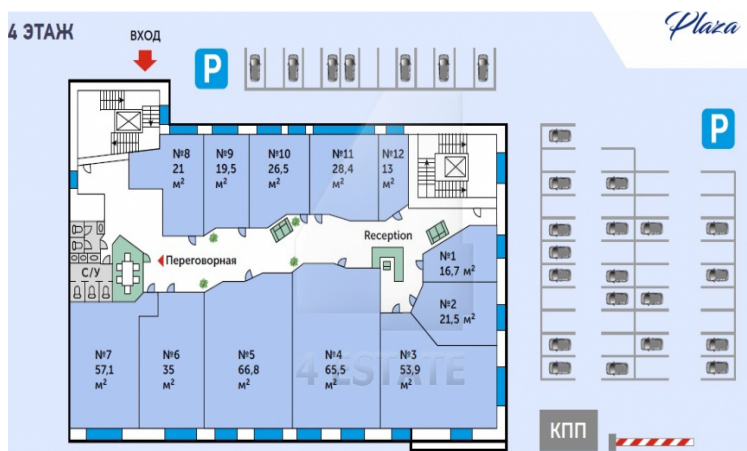 4 ЭТАЖ
ВХОД
Plaza
P
P
№8
21
м²
№9
19,5
м²
№10
26,5
м²
№11
28,4
м²
№12
13
м²
Reception
Переговорная
С/У
№1
16,7 м²
№2
21,5 м²
№7
57,1
м²
№6
35
м²
№5
66,8
м²
№4
65,5
м²
№3
53,9
м²
4 ESTATE
КПП